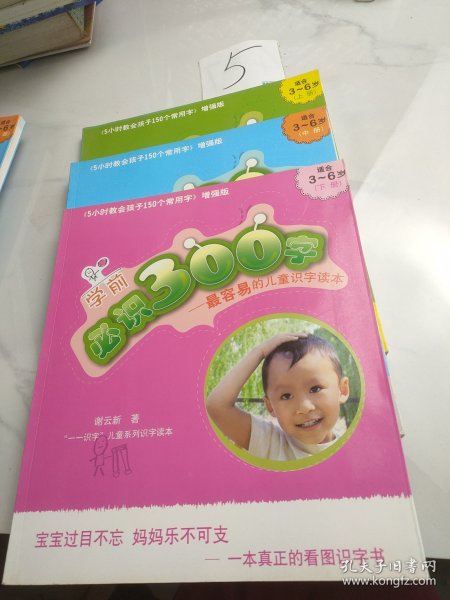 5
《5小时教会孩子150个常用字》增强版
适合
3~6岁
(上册)
《5小时教会孩子150个常用字》增强版
适合
3~6岁
(中册)
《5小时教会孩子150个常用字》增强版
适合
3~6岁
(下册)
学前
必识300字
——最容易的儿童识字读本
谢云新 著
“一一识字”儿童系列识字读本
宝宝过目不忘 妈妈乐不可支
——一本真正的看图识字书
孔夫子旧书网